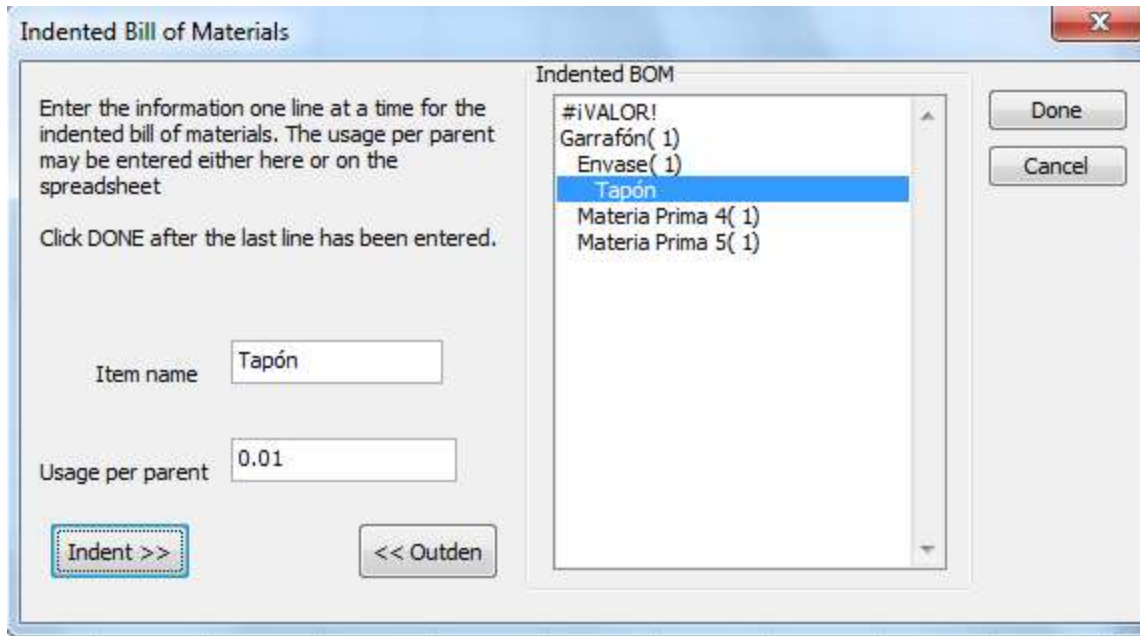 Indented Bill of Materials
X
Enter the information one line at a time for the
indented bill of materials. The usage per parent
may be entered either here or on the
spreadsheet
Click DONE after the last line has been entered.
Item name
Tapón
Usage per parent
0.01
Indent >>
<< Outden
Indented BOM
#¡VALOR!
Garrafón( 1)
Envase( 1)
Tapón
Materia Prima 4( 1)
Materia Prima 5( 1)
Done
Cancel